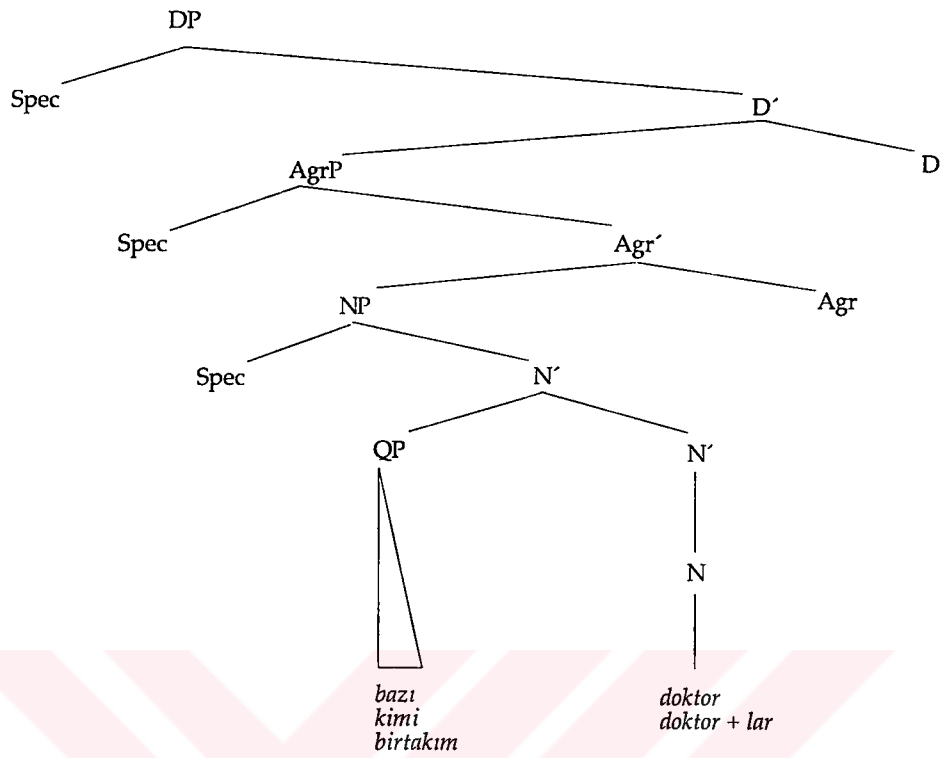 DP
Spec
D´
AgrP
D
Spec
Agr´
NP
Agr
Spec
N´
QP
N´
N
bazı
kimi
birtakım
doktor
doktor + lar